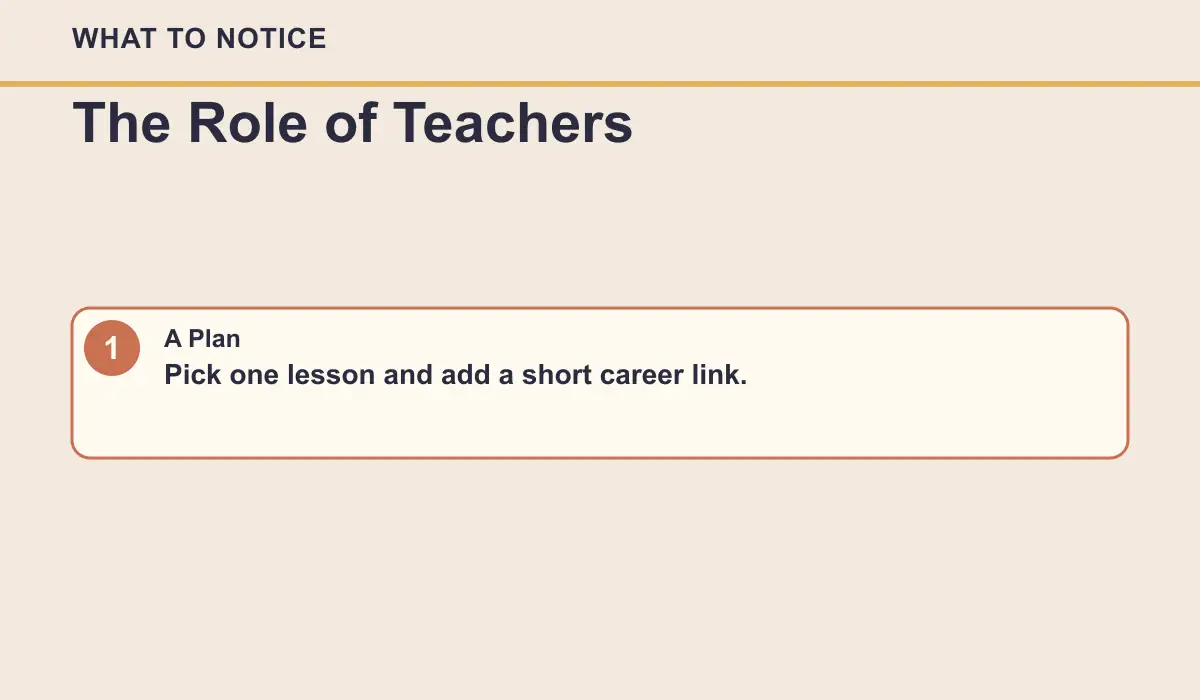 WHAT TO NOTICE
The Role of Teachers
1
A Plan
Pick one lesson and add a short career link.